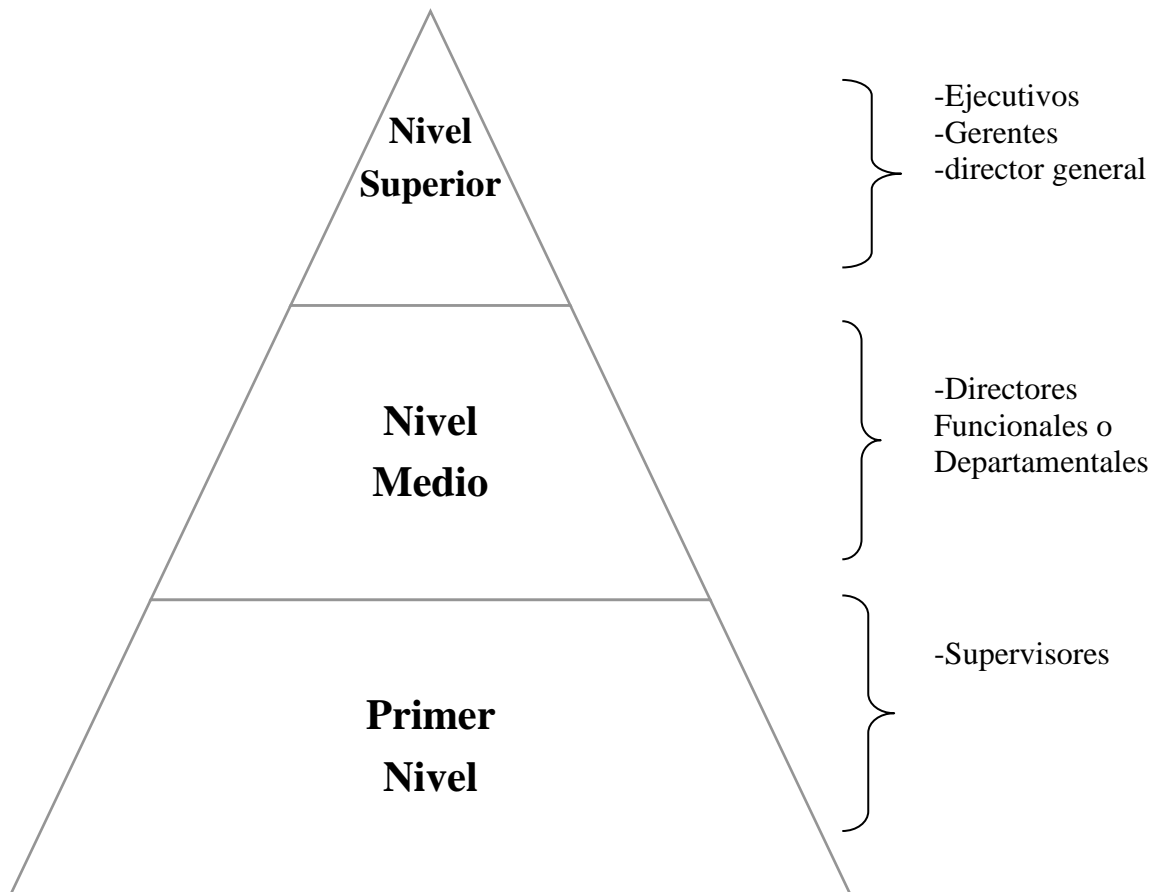 Nivel
Superior
-Ejecutivos
-Gerentes
-director general
Nivel
Medio
-Directores
Funcionales o
Departamentales
Primer
Nivel
-Supervisores